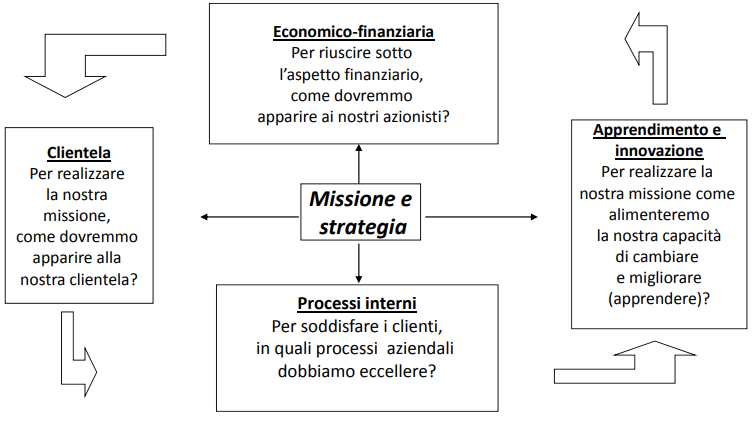 Economico-finanziaria
Per riuscire sotto
l'aspetto finanziario,
come dovremmo
apparire ai nostri azionisti?
Clientela
Per realizzare
la nostra
missione,
come dovremmo
apparire alla
nostra clientela?
Missione e
strategia
Apprendimento e
innovazione
Per realizzare la
nostra missione come
alimenteremo
la nostra capacità
di cambiare
e migliorare
(apprendere)?
Processi interni
Per soddisfare i clienti,
in quali processi aziendali
dobbiamo eccellere?